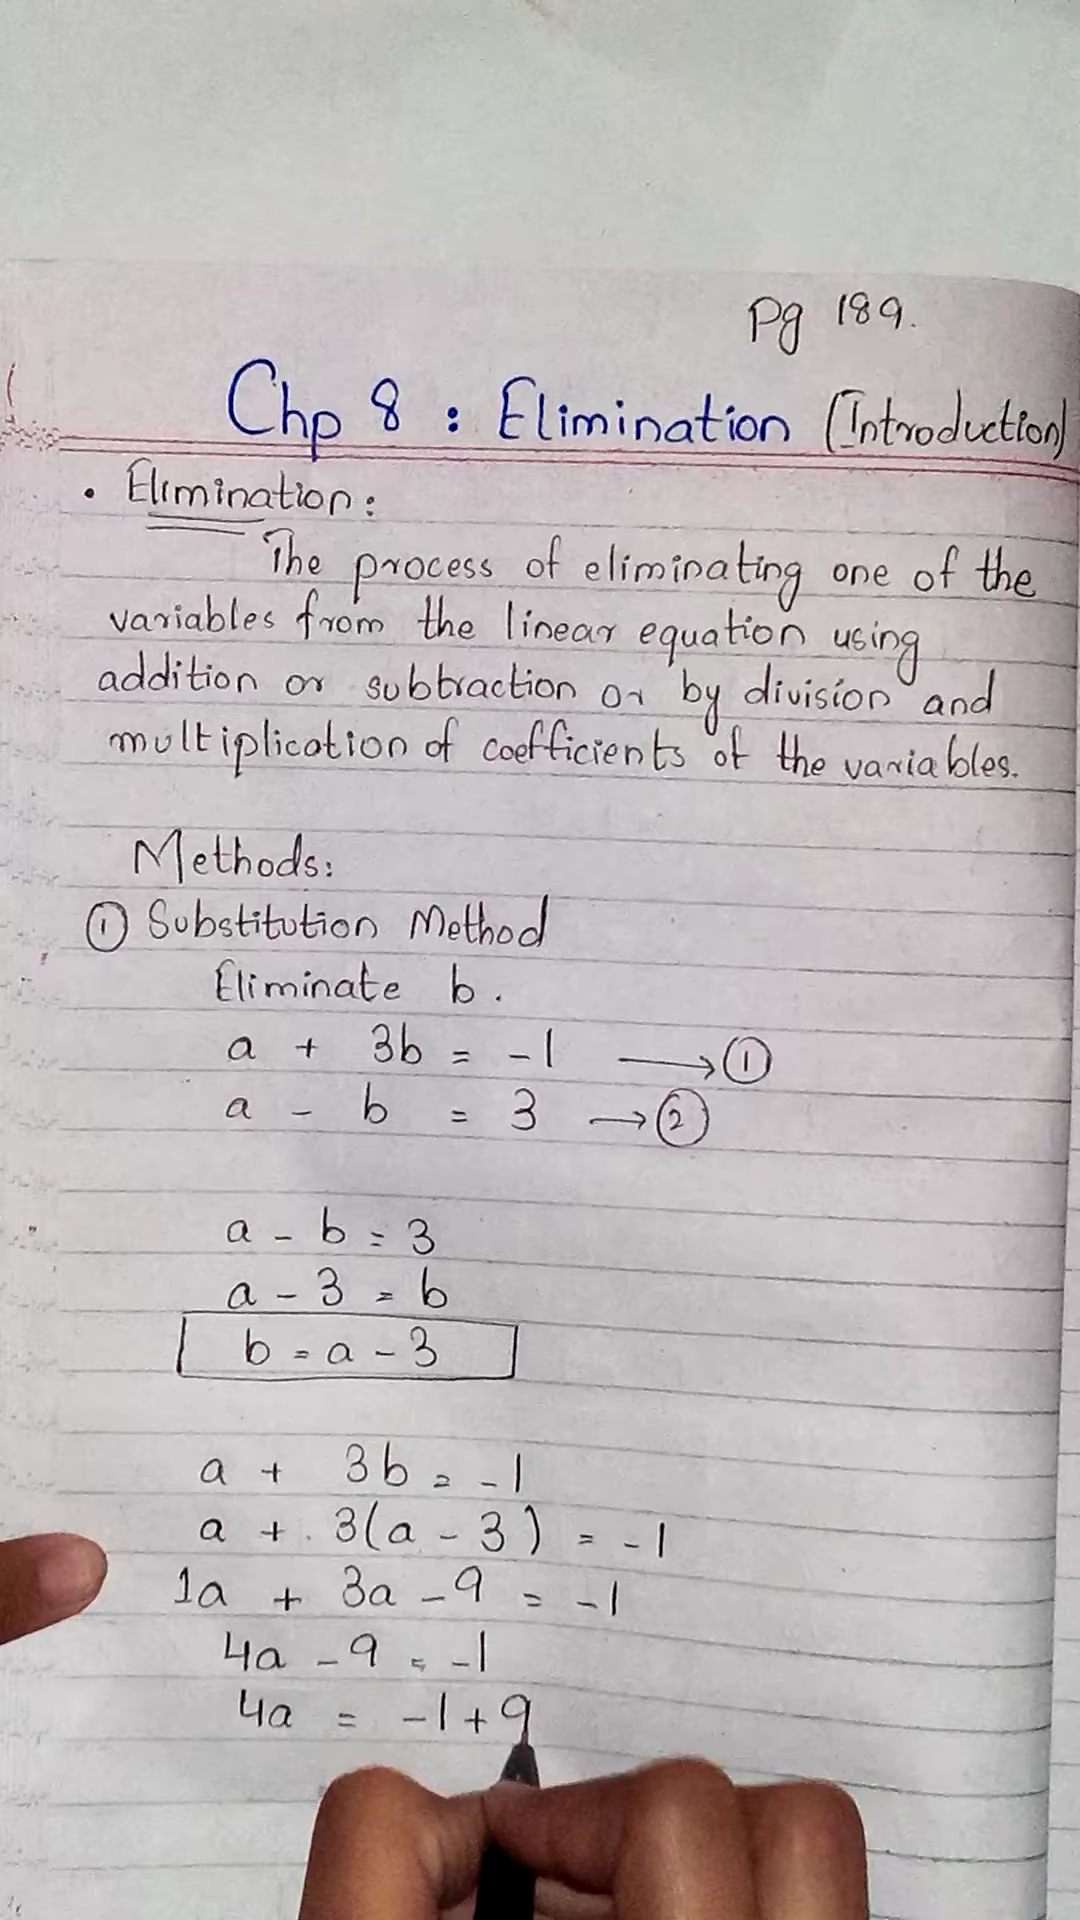 Pg 189.
Chp 8 : Elimination (Introduction)
• Elimination:
The process of eliminating one of the
variables from the linear equation using
addition or subtraction or by division and
multiplication of coefficients of the variables.
Methods:
① Substitution Method
Eliminate b.
a + 3b = -1 → ①
a - b = 3 → ②
a - b = 3
a - 3 = b
b = a - 3
a + 3b = -1
a + 3(a - 3) = -1
1a + 3a - 9 = -1
4a - 9 = -1
4a = -1 + 9